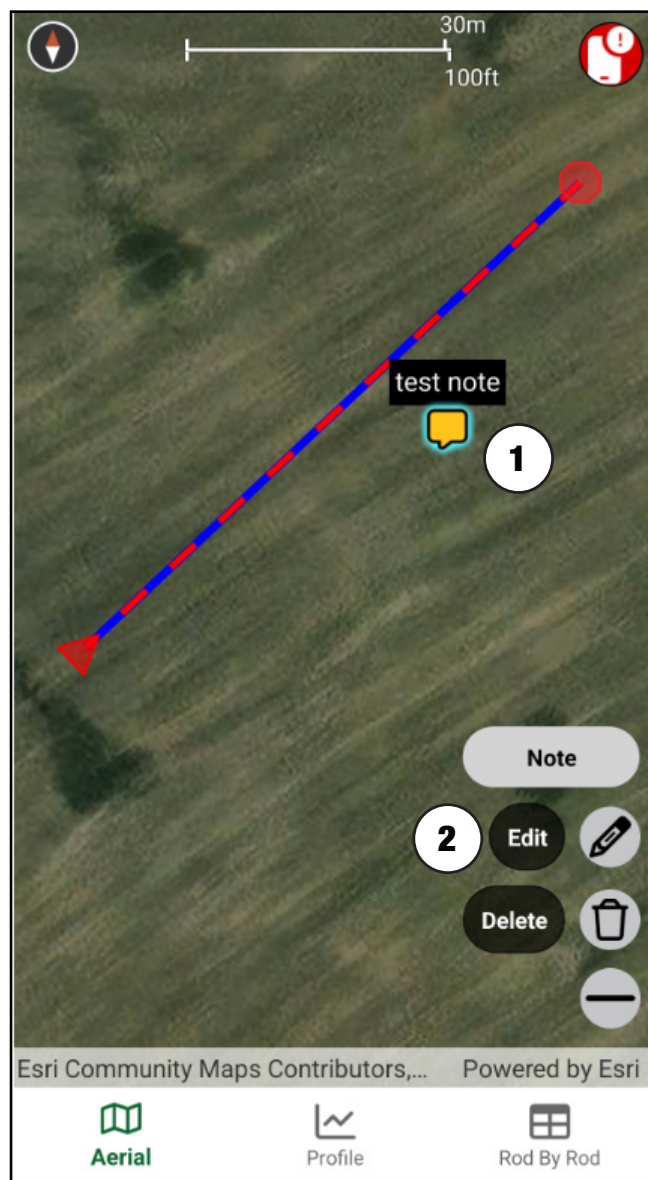 30m
100ft
!
test note
1
Note
2 Edit
Delete
Esri Community Maps Contributors,... Powered by Esri
Aerial Profile Rod By Rod